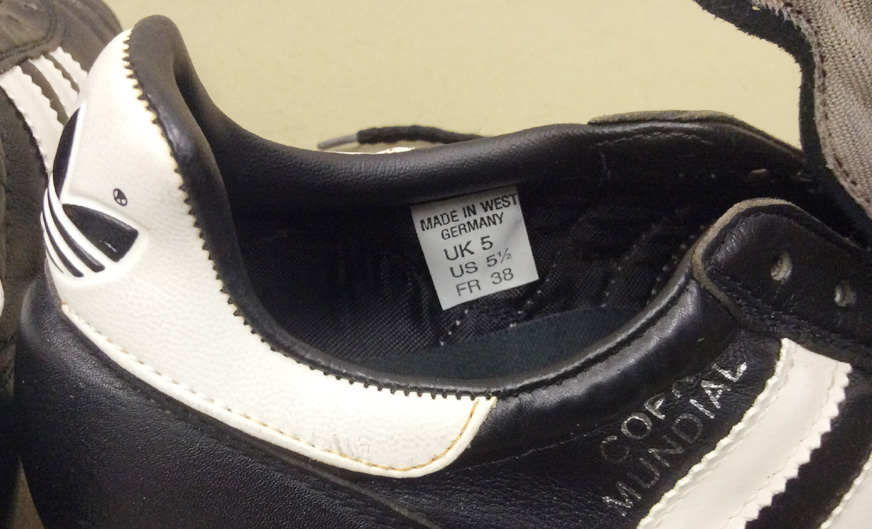 MADE IN WEST
GERMANY
UK 5
US 5½
FR 38
COPA
MUNDIAL